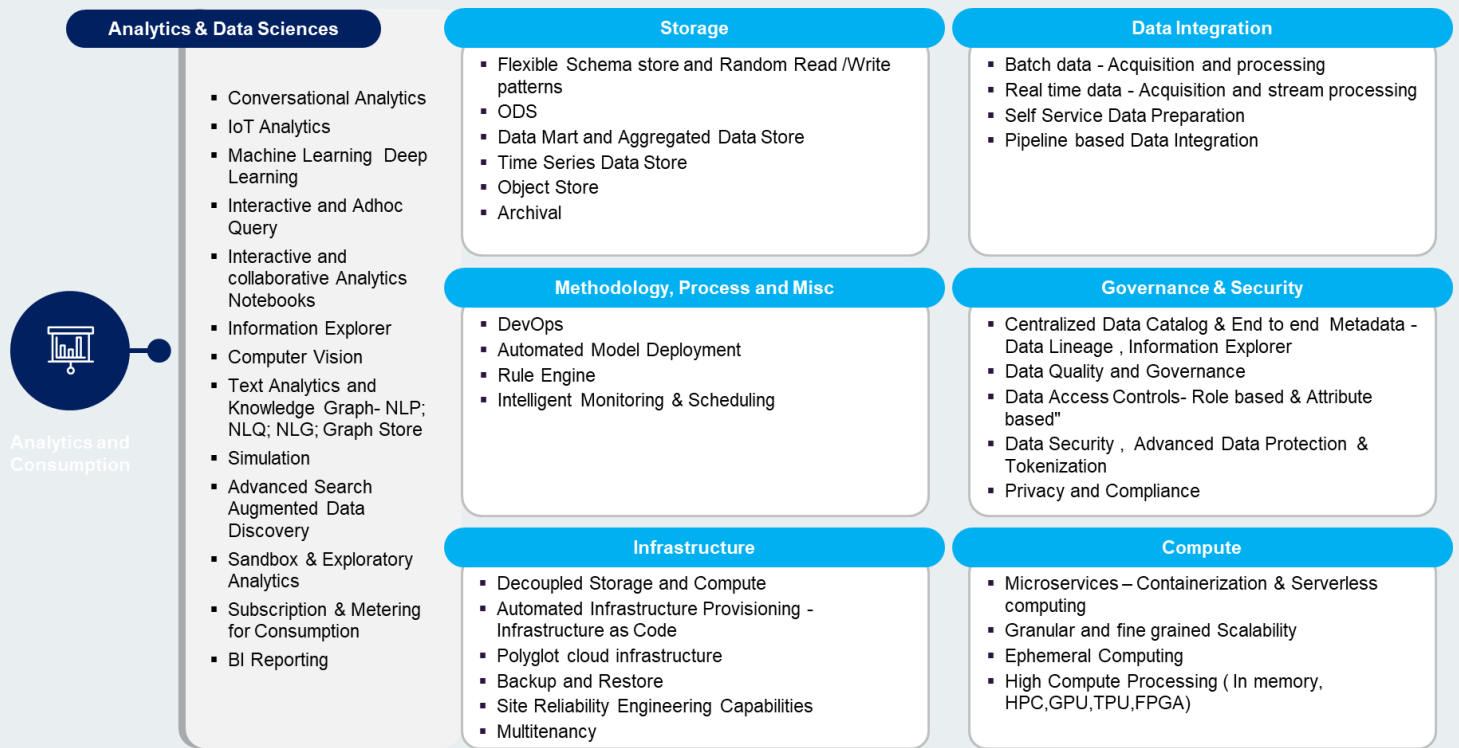 Analytics & Data Sciences
▪ Conversational Analytics
▪ IoT Analytics
▪ Machine Learning Deep
Learning
▪ Interactive and Adhoc
Query
▪ Interactive and
collaborative Analytics
Notebooks
▪ Information Explorer
▪ Computer Vision
▪ Text Analytics and
Knowledge Graph- NLP;
NLQ; NLG; Graph Store
▪ Simulation
▪ Advanced Search
Augmented Data
Discovery
▪ Sandbox & Exploratory
Analytics
▪ Subscription & Metering
for Consumption
▪ BI Reporting
Analytics and
Consumption
Storage
▪ Flexible Schema store and Random Read /Write
patterns
▪ ODS
▪ Data Mart and Aggregated Data Store
▪ Time Series Data Store
▪ Object Store
▪ Archival
Data Integration
▪ Batch data - Acquisition and processing
▪ Real time data - Acquisition and stream processing
▪ Self Service Data Preparation
▪ Pipeline based Data Integration
Methodology, Process and Misc
▪ DevOps
▪ Automated Model Deployment
▪ Rule Engine
▪ Intelligent Monitoring & Scheduling
Governance & Security
▪ Centralized Data Catalog & End to end Metadata -
Data Lineage , Information Explorer
▪ Data Quality and Governance
▪ Data Access Controls- Role based & Attribute
based"
▪ Data Security , Advanced Data Protection &
Tokenization
▪ Privacy and Compliance
Infrastructure
▪ Decoupled Storage and Compute
▪ Automated Infrastructure Provisioning -
Infrastructure as Code
▪ Polyglot cloud infrastructure
▪ Backup and Restore
▪ Site Reliability Engineering Capabilities
▪ Multitenancy
Compute
▪ Microservices – Containerization & Serverless
computing
▪ Granular and fine grained Scalability
▪ Ephemeral Computing
▪ High Compute Processing ( In memory,
HPC,GPU,TPU,FPGA)